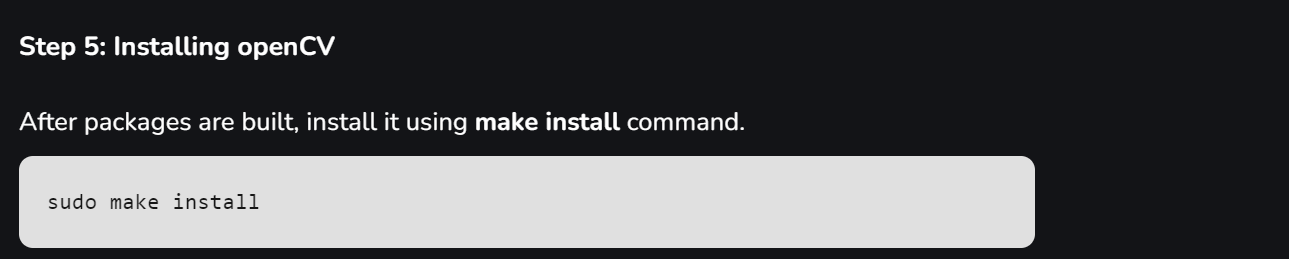 Step 5: Installing openCV
After packages are built, install it using make install command.
sudo make install